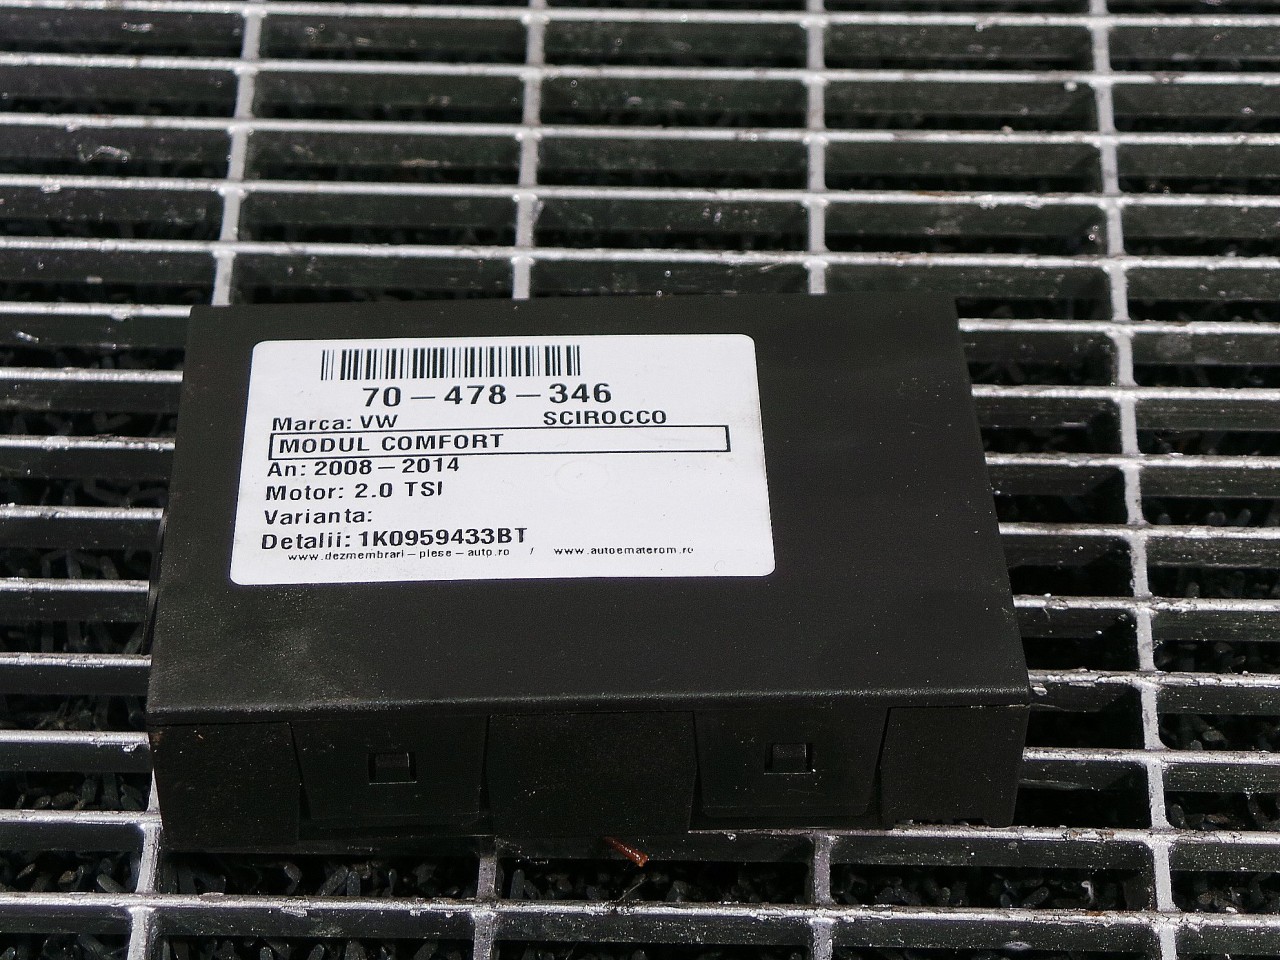 70-478-346
Marca: VW SCIROCCO
MODUL COMFORT
An: 2008-2014
Motor: 2.0 TSI
Varianta:
Detalii: 1K0959433BT
www.dezmembrari-piese-auto.ro / www.autoematerom.ro